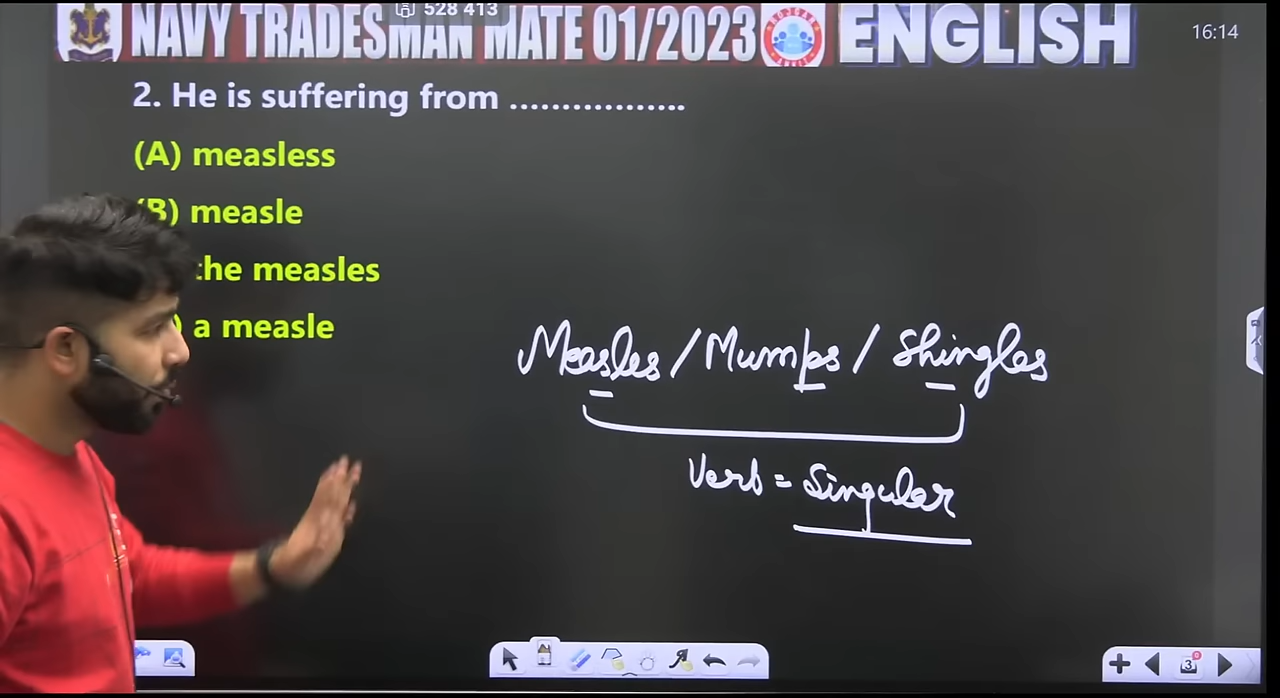 528 413
NAVY TRADESMAN MATE 01/2023 ENGLISH
16:14
2. He is suffering from .................
(A) measless
(B) measle
the measles
) a measle
Measles / Mumps / Shingles
Verb = Singular
3